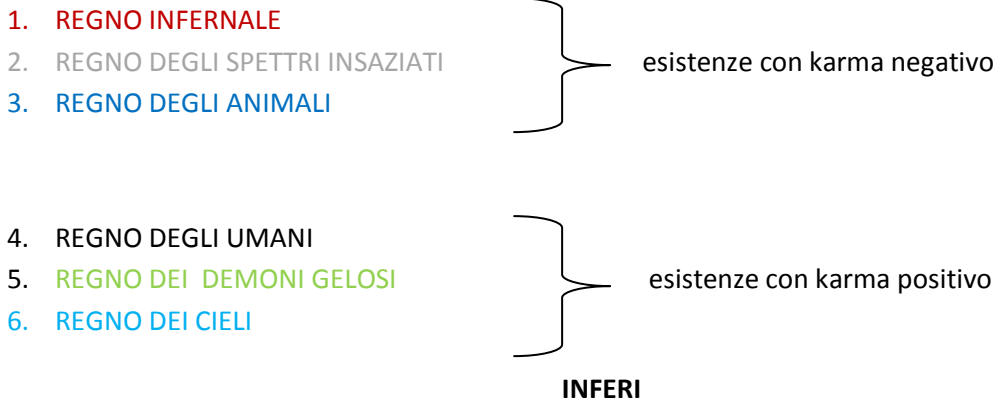 1. REGNO INFERNALE
2. REGNO DEGLI SPETTRI INSAZIATI esistenze con karma negativo
3. REGNO DEGLI ANIMALI
4. REGNO DEGLI UMANI
5. REGNO DEI DEMONI GELOSI esistenze con karma positivo
6. REGNO DEI CIELI
INFERI